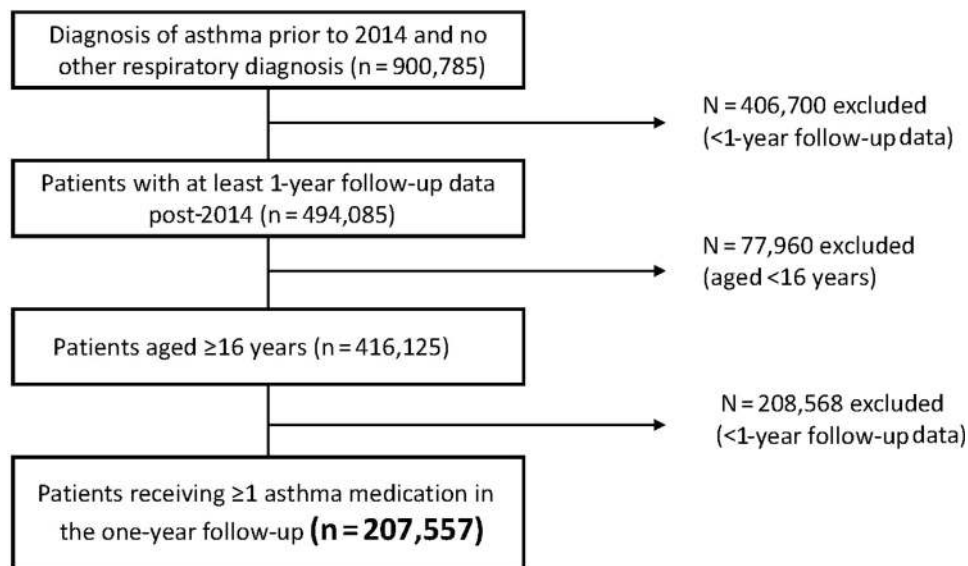 Diagnosis of asthma prior to 2014 and no
other respiratory diagnosis (n = 900,785)
N = 406,700 excluded
(<1-year follow-up data)
Patients with at least 1-year follow-up data
post-2014 (n = 494,085)
N = 77,960 excluded
(aged <16 years)
Patients aged ≥16 years (n = 416,125)
N = 208,568 excluded
(<1-year follow-up data)
Patients receiving ≥1 asthma medication in
the one-year follow-up (n = 207,557)